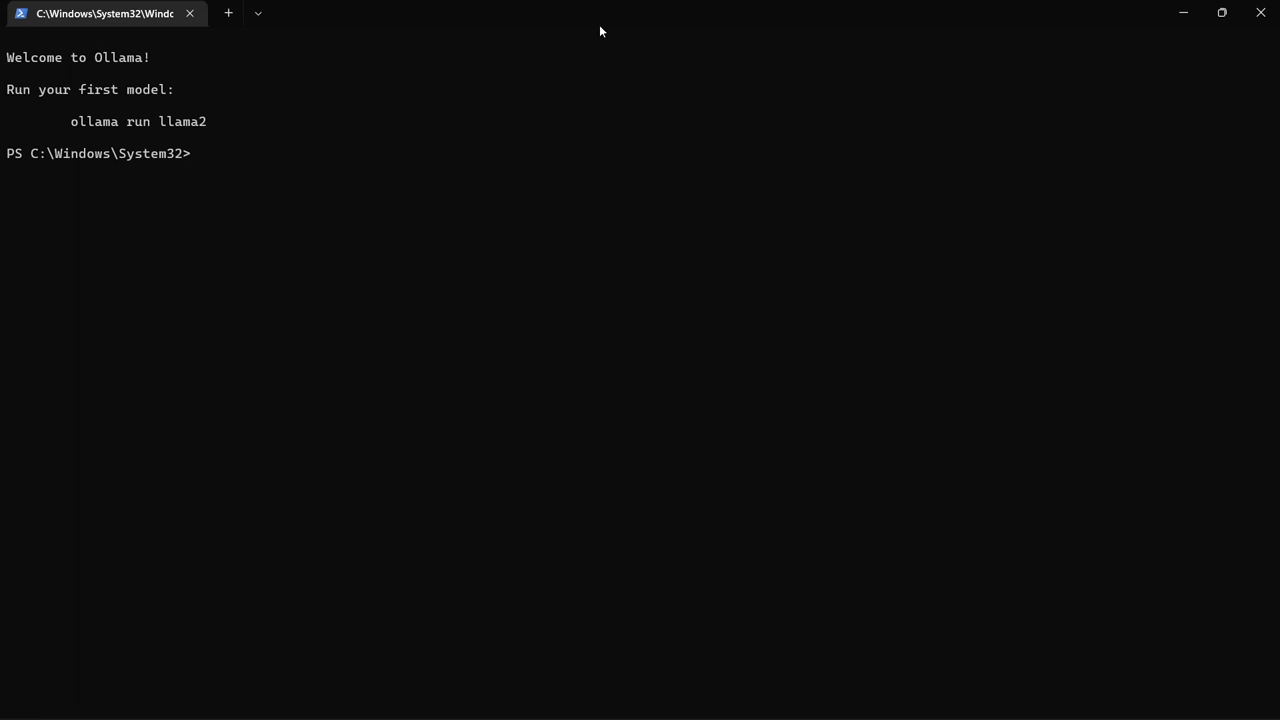 C:\Windows\System32\Windc
Welcome to Ollama!
Run your first model:
ollama run llama2
PS C:\Windows\System32>